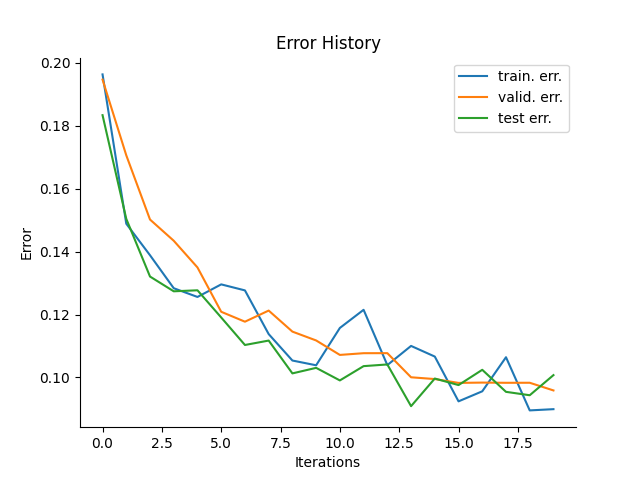 Error History
train. err.
valid. err.
test err.
0.20
0.18
0.16
0.14
0.12
0.10
Error
0.0 2.5 5.0 7.5 10.0 12.5 15.0 17.5
Iterations